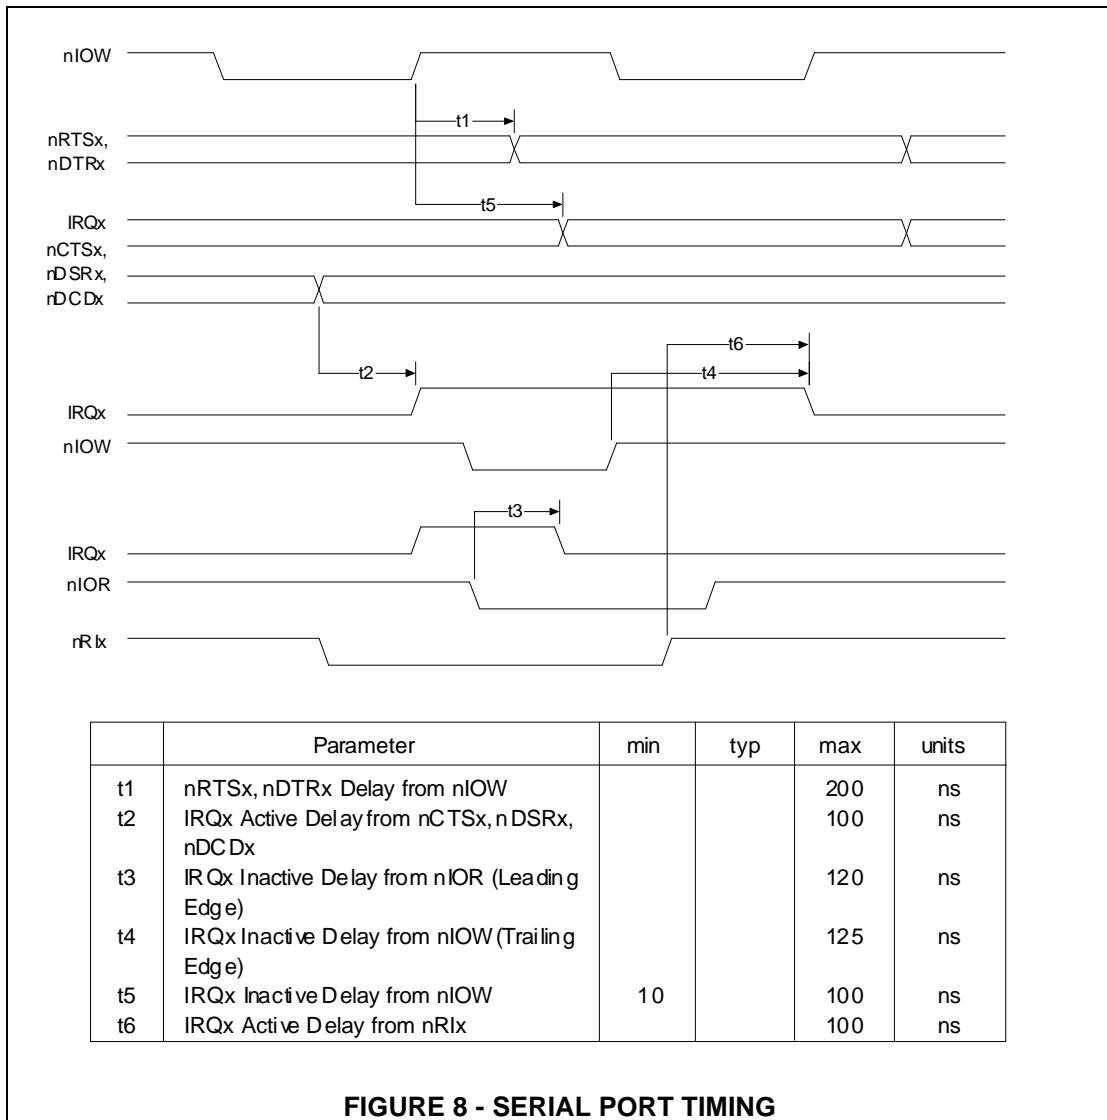 nIOW
t1
nRTSx,
nDTRx
t5
IRQx
nCTSx,
nDSRx,
nDCDx
t6
t2
t4
IRQx
nIOW
t3
IRQx
nIOR
nRIx
Parameter min typ max units
t1 nRTSx, nDTRx Delay from nIOW 200 ns
t2 IRQx Active Delay from nCTSx, nDSRx, 100 ns
nDCDx
t3 IRQx Inactive Delay from nIOR (Leading 120 ns
Edge)
t4 IRQx Inactive Delay from nIOW (Trailing 125 ns
Edge)
t5 IRQx Inactive Delay from nIOW 10 100 ns
t6 IRQx Active Delay from nRIx 100 ns
FIGURE 8 - SERIAL PORT TIMING